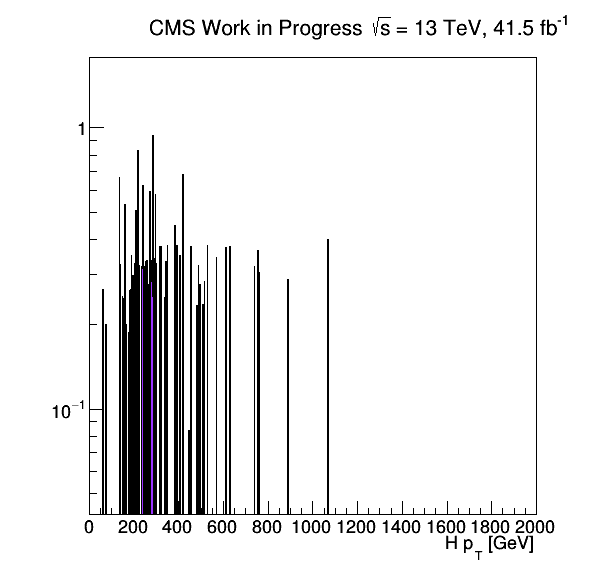 CMS Work in Progress √s = 13 TeV, 41.5 fb⁻¹
1
10⁻¹
0 200 400 600 800 1000 1200 1400 1600 1800 2000
H p_T [GeV]